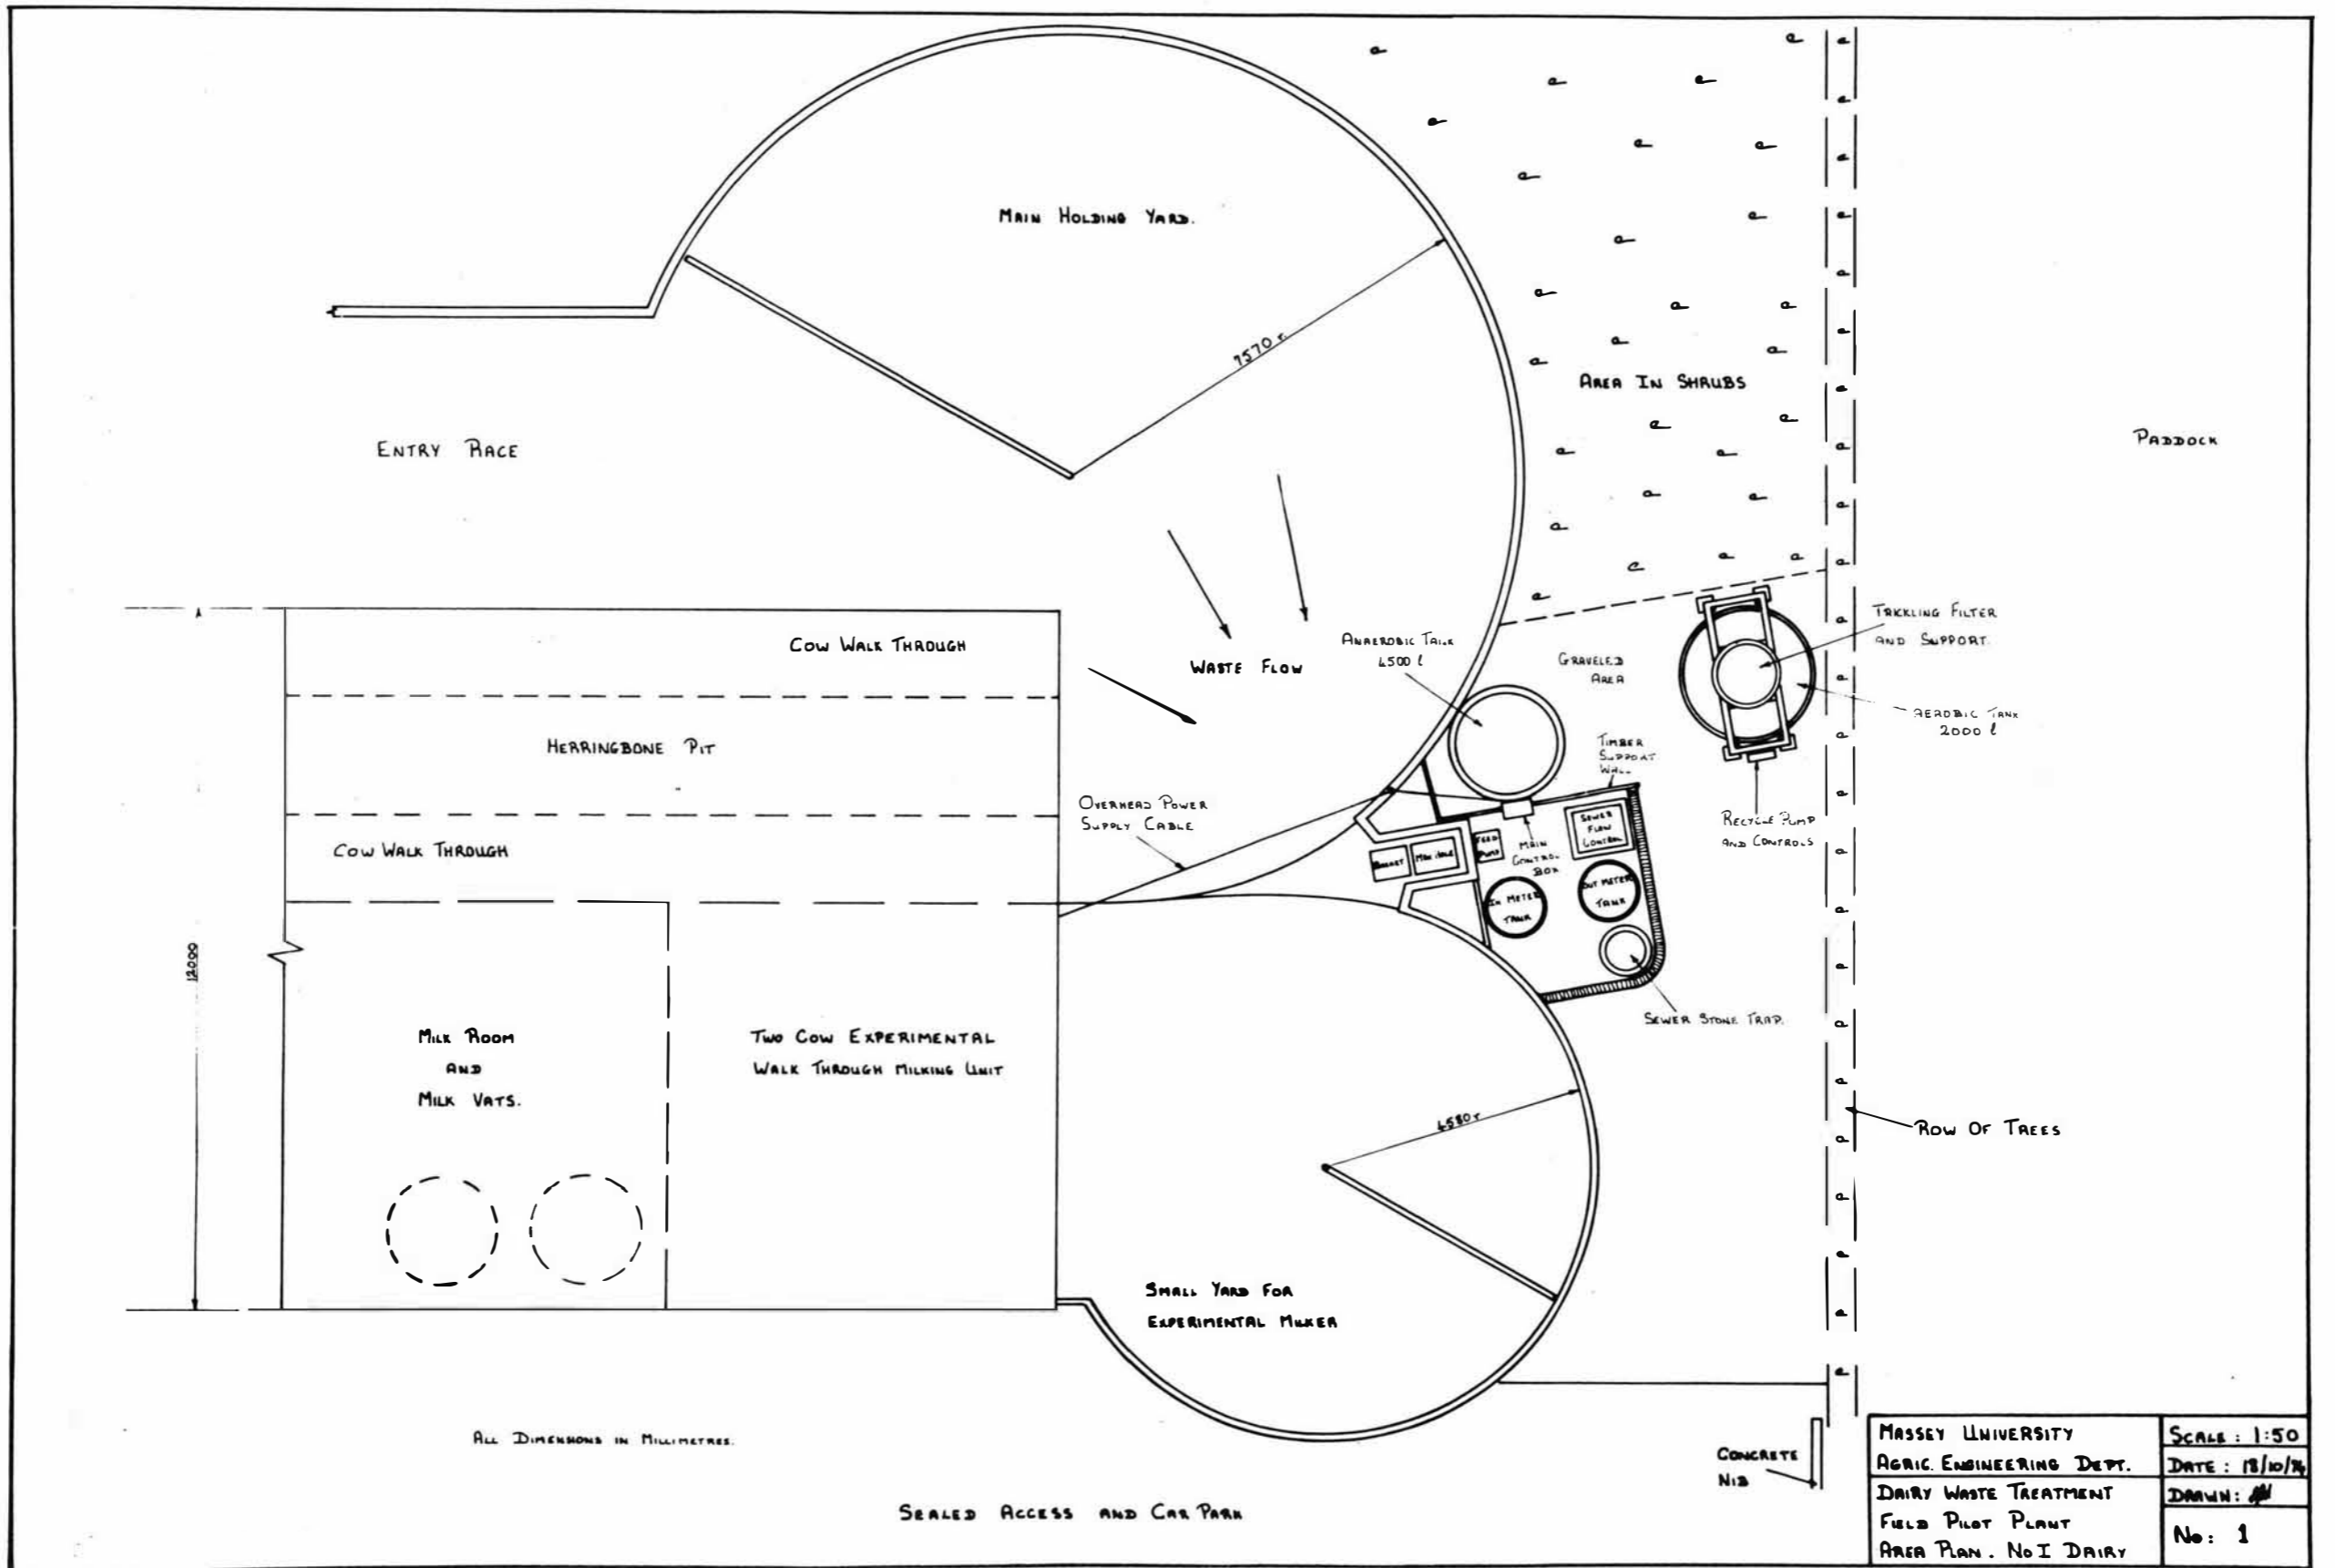 MAIN HOLDING YARD.
7570 r.
ENTRY RACE
AREA IN SHRUBS
PADDOCK
COW WALK THROUGH
WASTE FLOW
ANAEROBIC TANK
4500 l
GRAVELED
AREA
TRICKLING FILTER
AND SUPPORT.
AEROBIC TANK
2000 l
HERRINGBONE PIT
TIMBER
SUPPORT
WALL
OVERHEAD POWER
SUPPLY CABLE
RECYCLE PUMP
AND CONTROLS
COW WALK THROUGH
SEWER
FLOW
CONTROL
FEED
PUMP
MAIN
CONTROL
BOX
MAN HOLE
IN METER
TANK
OUT METER
TANK
SEWER STONE TRAP.
12000
MILK ROOM
AND
MILK VATS.
TWO COW EXPERIMENTAL
WALK THROUGH MILKING UNIT
4580 r
ROW OF TREES
SMALL YARD FOR
EXPERIMENTAL MILKER
ALL DIMENSIONS IN MILLIMETRES.
CONCRETE
NIB
SEALED ACCESS AND CAR PARK
MASSEY UNIVERSITY
AGRIC. ENGINEERING DEPT.
DAIRY WASTE TREATMENT
FIELD PILOT PLANT
AREA PLAN. No I DAIRY
SCALE: 1:50
DATE: 18/10/74
DRAWN:
No: 1